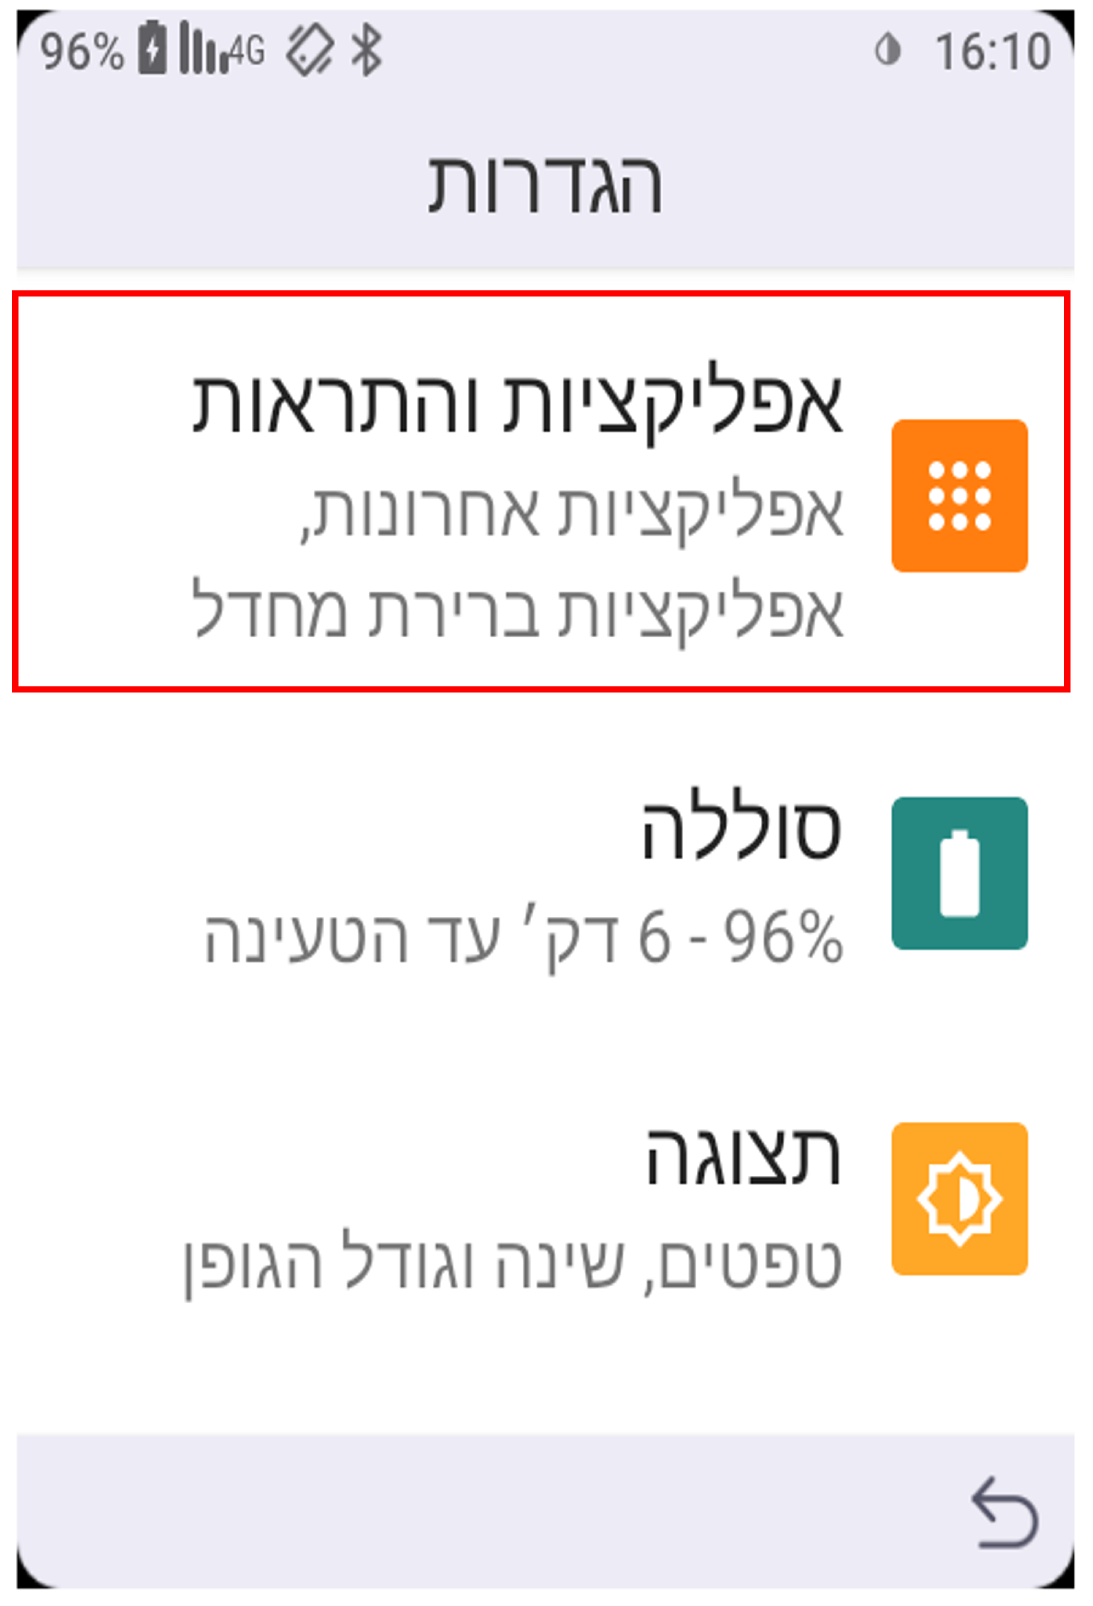 96% 4G 16:10
הגדרות
אפליקציות והתראות
אפליקציות אחרונות,
אפליקציות ברירת מחדל
סוללה
96% - 6 דק׳ עד הטעינה
תצוגה
טפטים, שינה וגודל הגופן